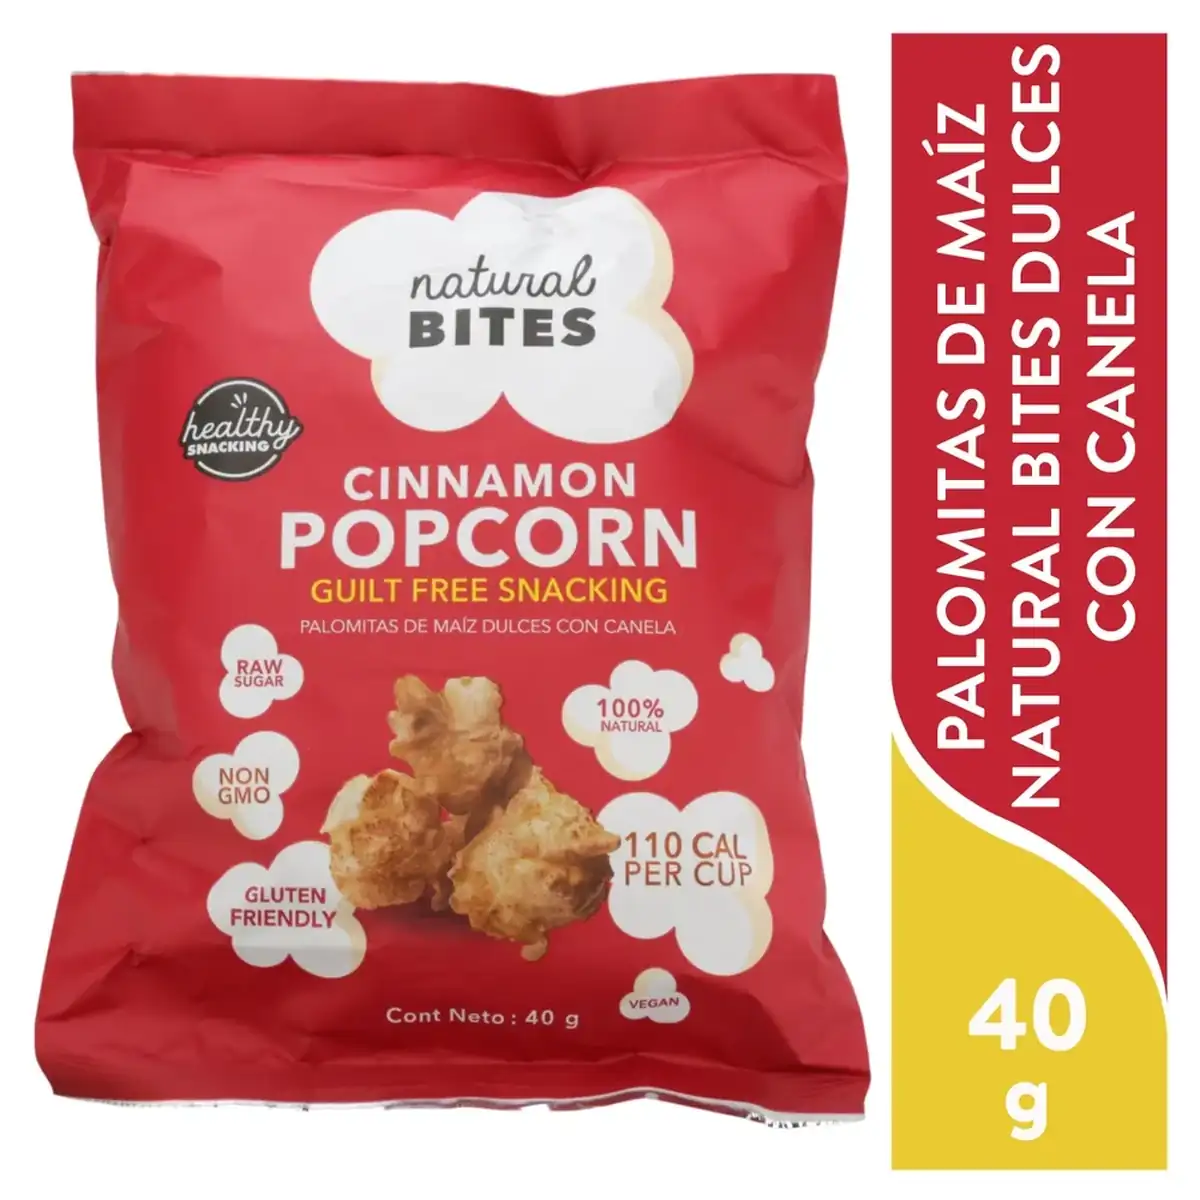 natural
BITES
healthy
SNACKING
CINNAMON
POPCORN
GUILT FREE SNACKING
PALOMITAS DE MAÍZ DULCES CON CANELA
RAW
SUGAR
100%
NATURAL
NON
GMO
110 CAL
PER CUP
GLUTEN
FRIENDLY
VEGAN
Cont Neto: 40 g
PALOMITAS DE MAÍZ
NATURAL BITES DULCES
CON CANELA
40
g